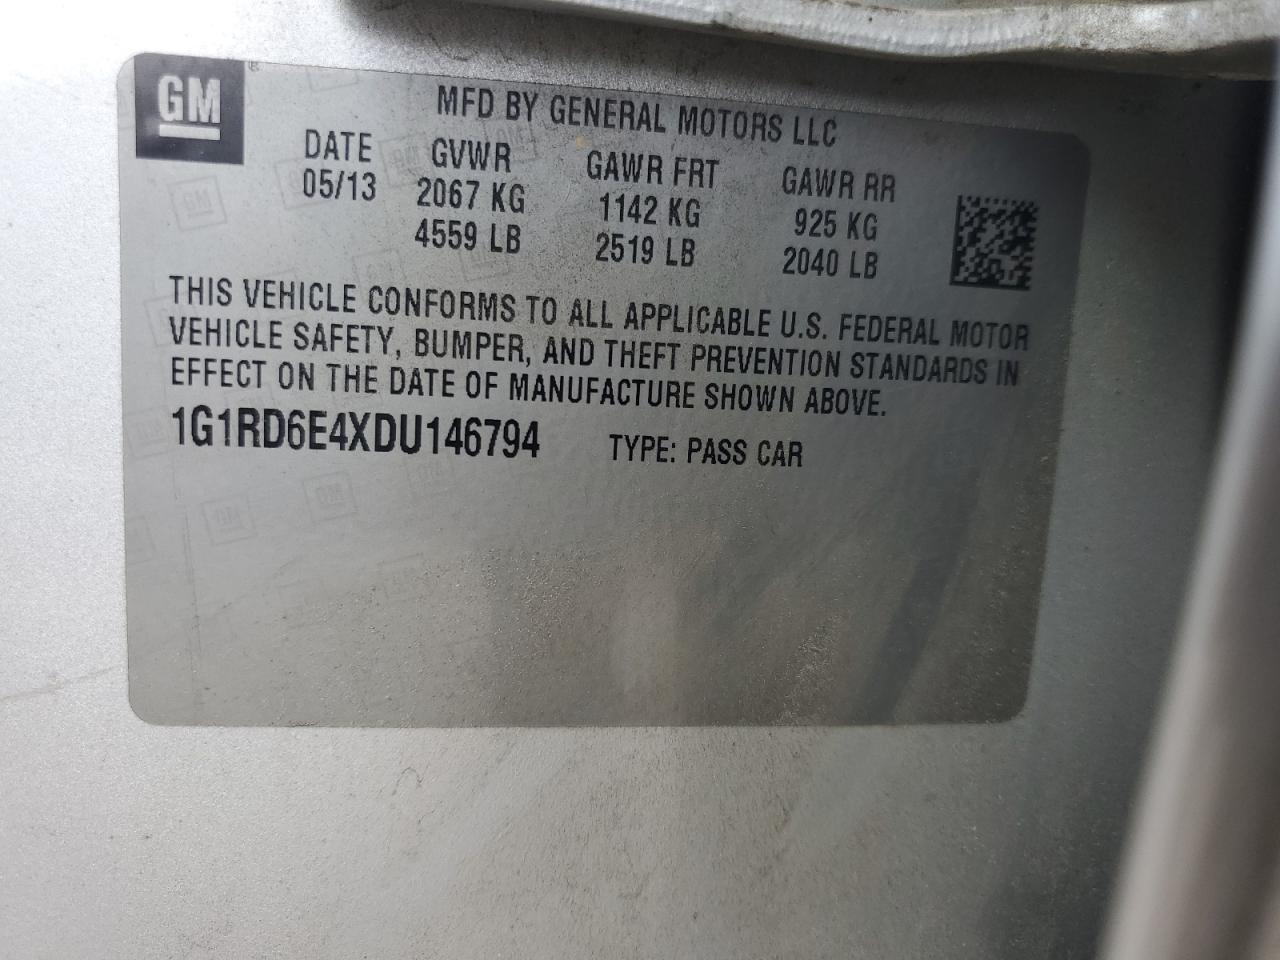 GM
MFD BY GENERAL MOTORS LLC
DATE GVWR GAWR FRT GAWR RR
05/13 2067 KG 1142 KG 925 KG
4559 LB 2519 LB 2040 LB
THIS VEHICLE CONFORMS TO ALL APPLICABLE U.S. FEDERAL MOTOR
VEHICLE SAFETY, BUMPER, AND THEFT PREVENTION STANDARDS IN
EFFECT ON THE DATE OF MANUFACTURE SHOWN ABOVE.
1G1RD6E4XDU146794 TYPE: PASS CAR